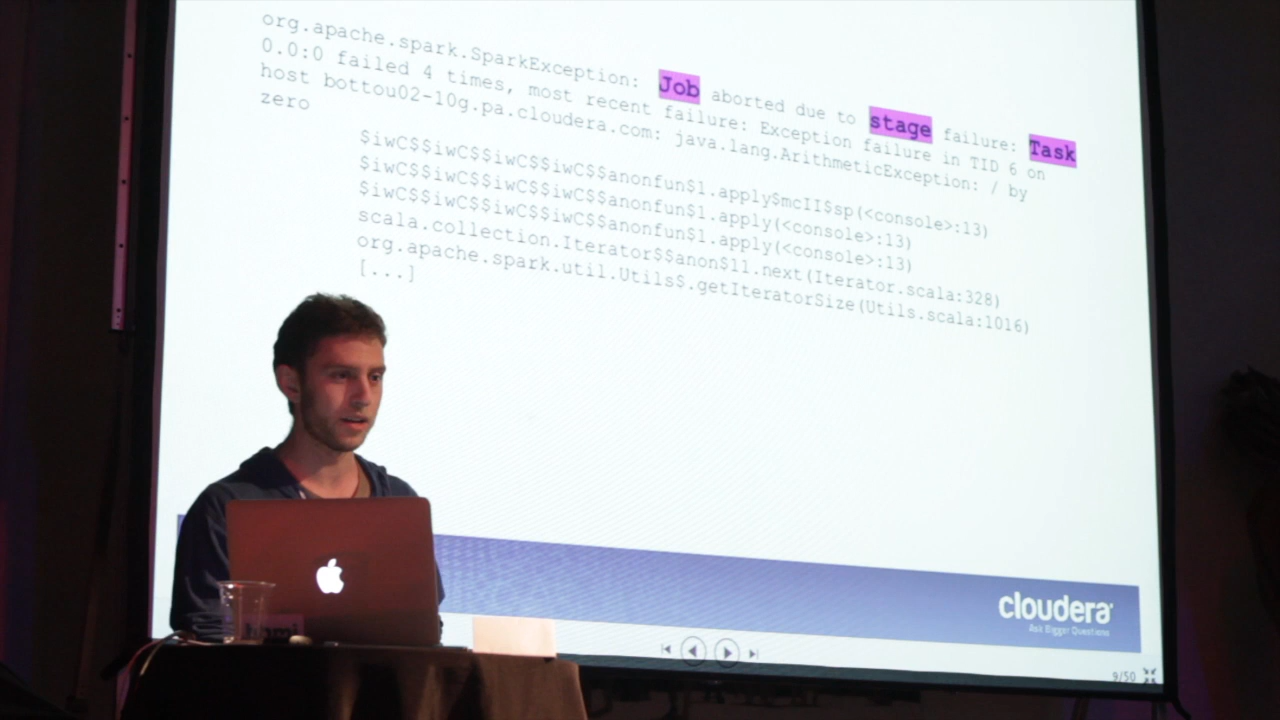 org.apache.spark.SparkException: Job aborted due to stage failure: Task
0.0:0 failed 4 times, most recent failure: Exception failure in TID 6 on
host bottou02-10g.pa.cloudera.com: java.lang.ArithmeticException: / by
zero
$iwC$$iwC$$iwC$$iwC$$anonfun$1.apply$mcII$sp(<console>:13)
$iwC$$iwC$$iwC$$iwC$$anonfun$1.apply(<console>:13)
$iwC$$iwC$$iwC$$iwC$$anonfun$1.apply(<console>:13)
scala.collection.Iterator$$anon$11.next(Iterator.scala:328)
org.apache.spark.util.Utils$.getIteratorSize(Utils.scala:1016)
[...]
cloudera
Ask Bigger Questions
9/50